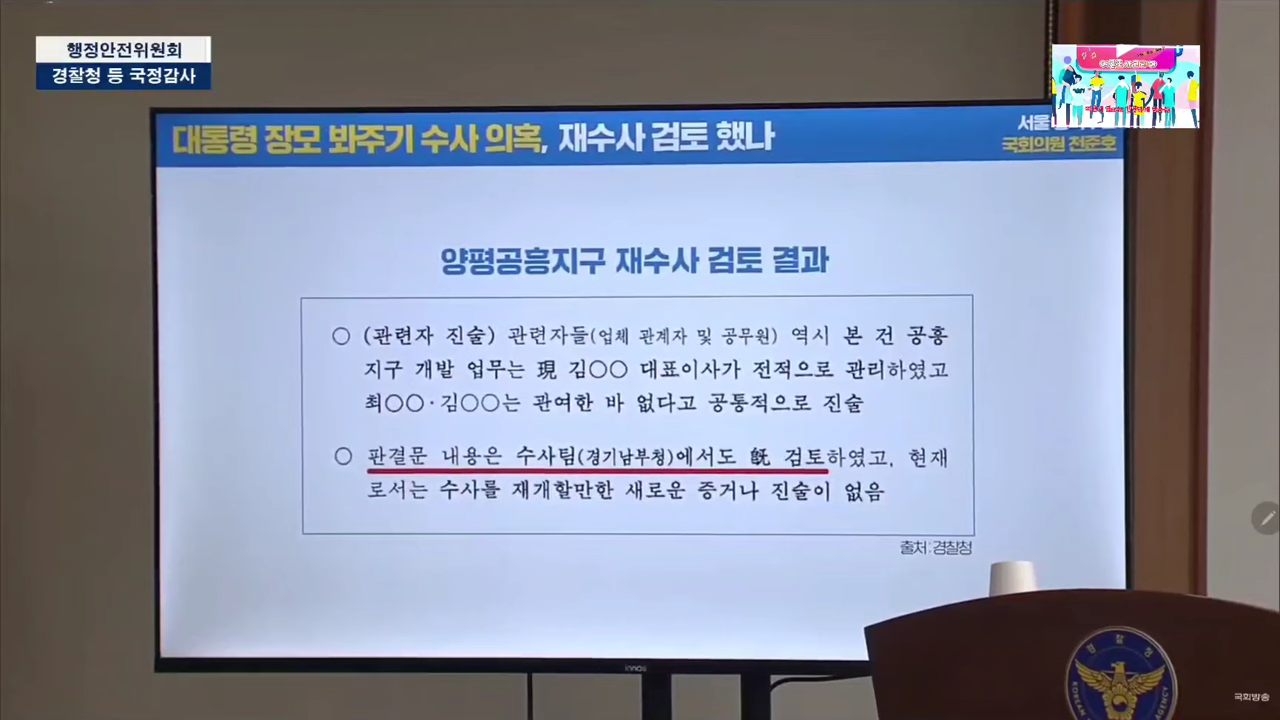 행정안전위원회
경찰청 등 국정감사
대통령 장모 봐주기 수사 의혹, 재수사 검토 했나
서울
국회의원 전준호
양평공흥지구 재수사 검토 결과
○ (관련자 진술) 관련자들(업체 관계자 및 공무원) 역시 본 건 공흥
지구 개발 업무는 現 김○○ 대표이사가 전적으로 관리하였고
최○○·김○○는 관여한 바 없다고 공통적으로 진술
○ 판결문 내용은 수사팀(경기남부청)에서도 旣 검토하였고, 현재
로서는 수사를 재개할만한 새로운 증거나 진술이 없음
출처:경찰청
경찰청
국회방송